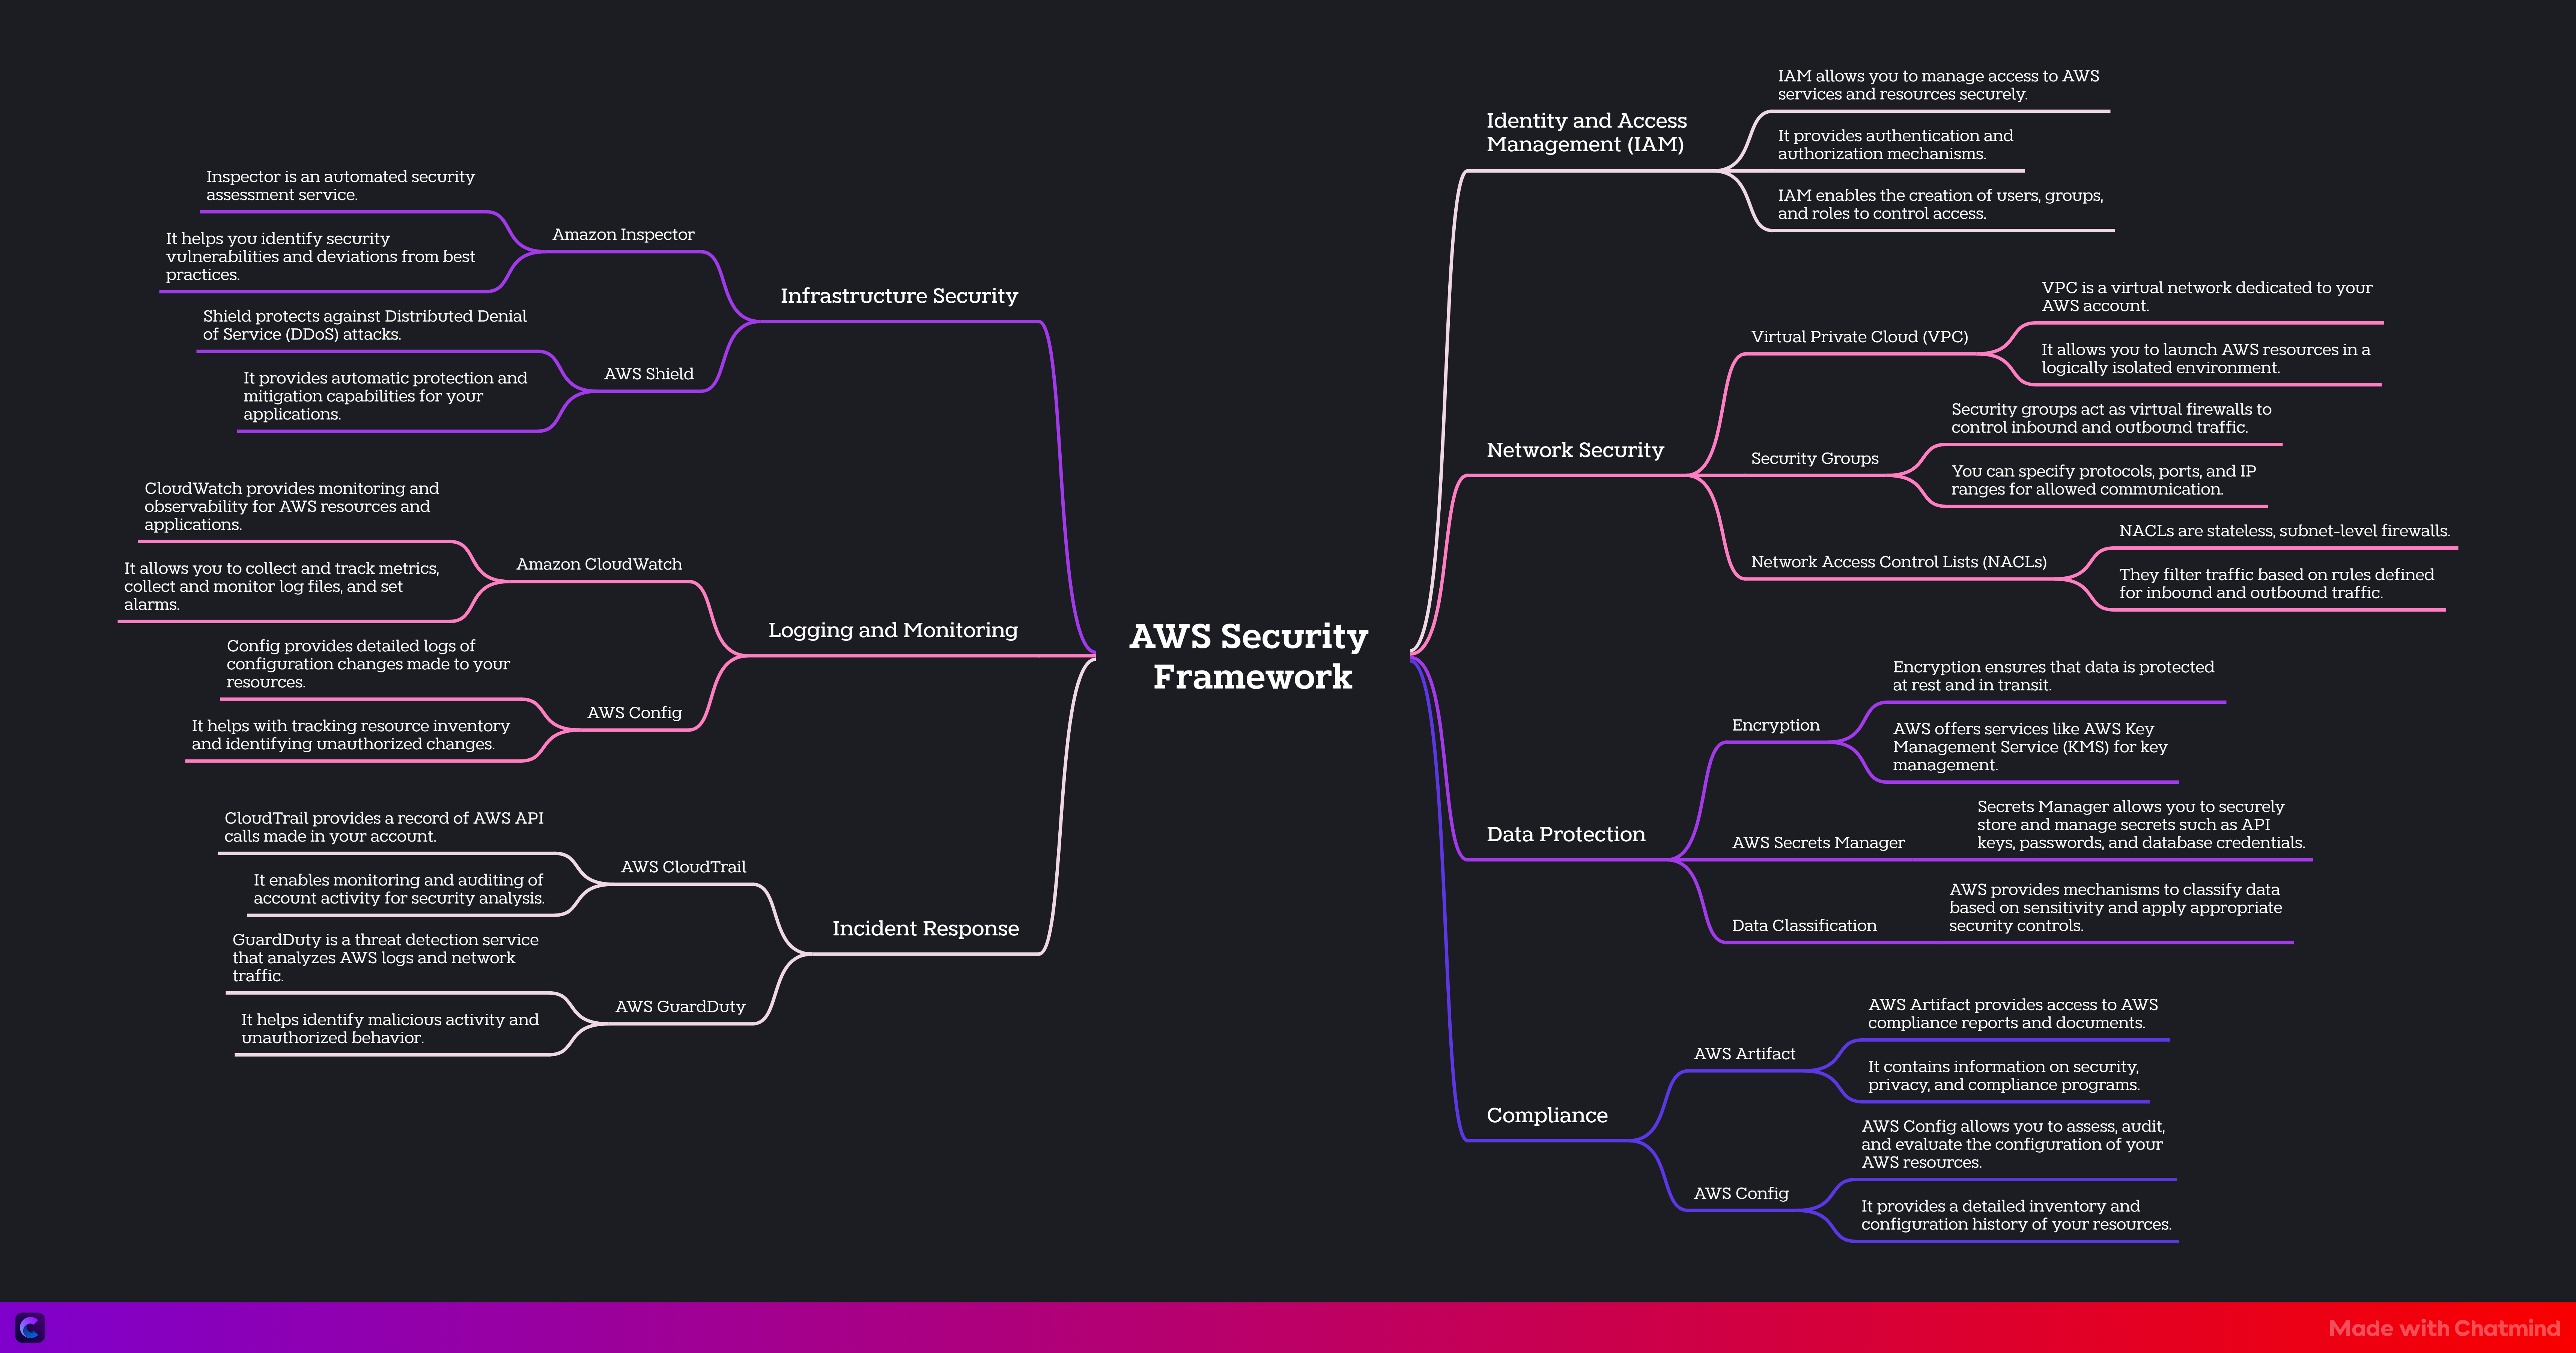 AWS Security
Framework
Identity and Access
Management (IAM)
IAM allows you to manage access to AWS
services and resources securely.
It provides authentication and
authorization mechanisms.
IAM enables the creation of users, groups,
and roles to control access.
Network Security
Virtual Private Cloud (VPC)
VPC is a virtual network dedicated to your
AWS account.
It allows you to launch AWS resources in a
logically isolated environment.
Security Groups
Security groups act as virtual firewalls to
control inbound and outbound traffic.
You can specify protocols, ports, and IP
ranges for allowed communication.
Network Access Control Lists (NACLs)
NACLs are stateless, subnet-level firewalls.
They filter traffic based on rules defined
for inbound and outbound traffic.
Data Protection
Encryption
Encryption ensures that data is protected
at rest and in transit.
AWS offers services like AWS Key
Management Service (KMS) for key
management.
AWS Secrets Manager
Secrets Manager allows you to securely
store and manage secrets such as API
keys, passwords, and database credentials.
Data Classification
AWS provides mechanisms to classify data
based on sensitivity and apply appropriate
security controls.
Compliance
AWS Artifact
AWS Artifact provides access to AWS
compliance reports and documents.
It contains information on security,
privacy, and compliance programs.
AWS Config
AWS Config allows you to assess, audit,
and evaluate the configuration of your
AWS resources.
It provides a detailed inventory and
configuration history of your resources.
Infrastructure Security
Amazon Inspector
Inspector is an automated security
assessment service.
It helps you identify security
vulnerabilities and deviations from best
practices.
AWS Shield
Shield protects against Distributed Denial
of Service (DDoS) attacks.
It provides automatic protection and
mitigation capabilities for your
applications.
Logging and Monitoring
Amazon CloudWatch
CloudWatch provides monitoring and
observability for AWS resources and
applications.
It allows you to collect and track metrics,
collect and monitor log files, and set
alarms.
AWS Config
Config provides detailed logs of
configuration changes made to your
resources.
It helps with tracking resource inventory
and identifying unauthorized changes.
Incident Response
AWS CloudTrail
CloudTrail provides a record of AWS API
calls made in your account.
It enables monitoring and auditing of
account activity for security analysis.
AWS GuardDuty
GuardDuty is a threat detection service
that analyzes AWS logs and network
traffic.
It helps identify malicious activity and
unauthorized behavior.
Made with Chatmind